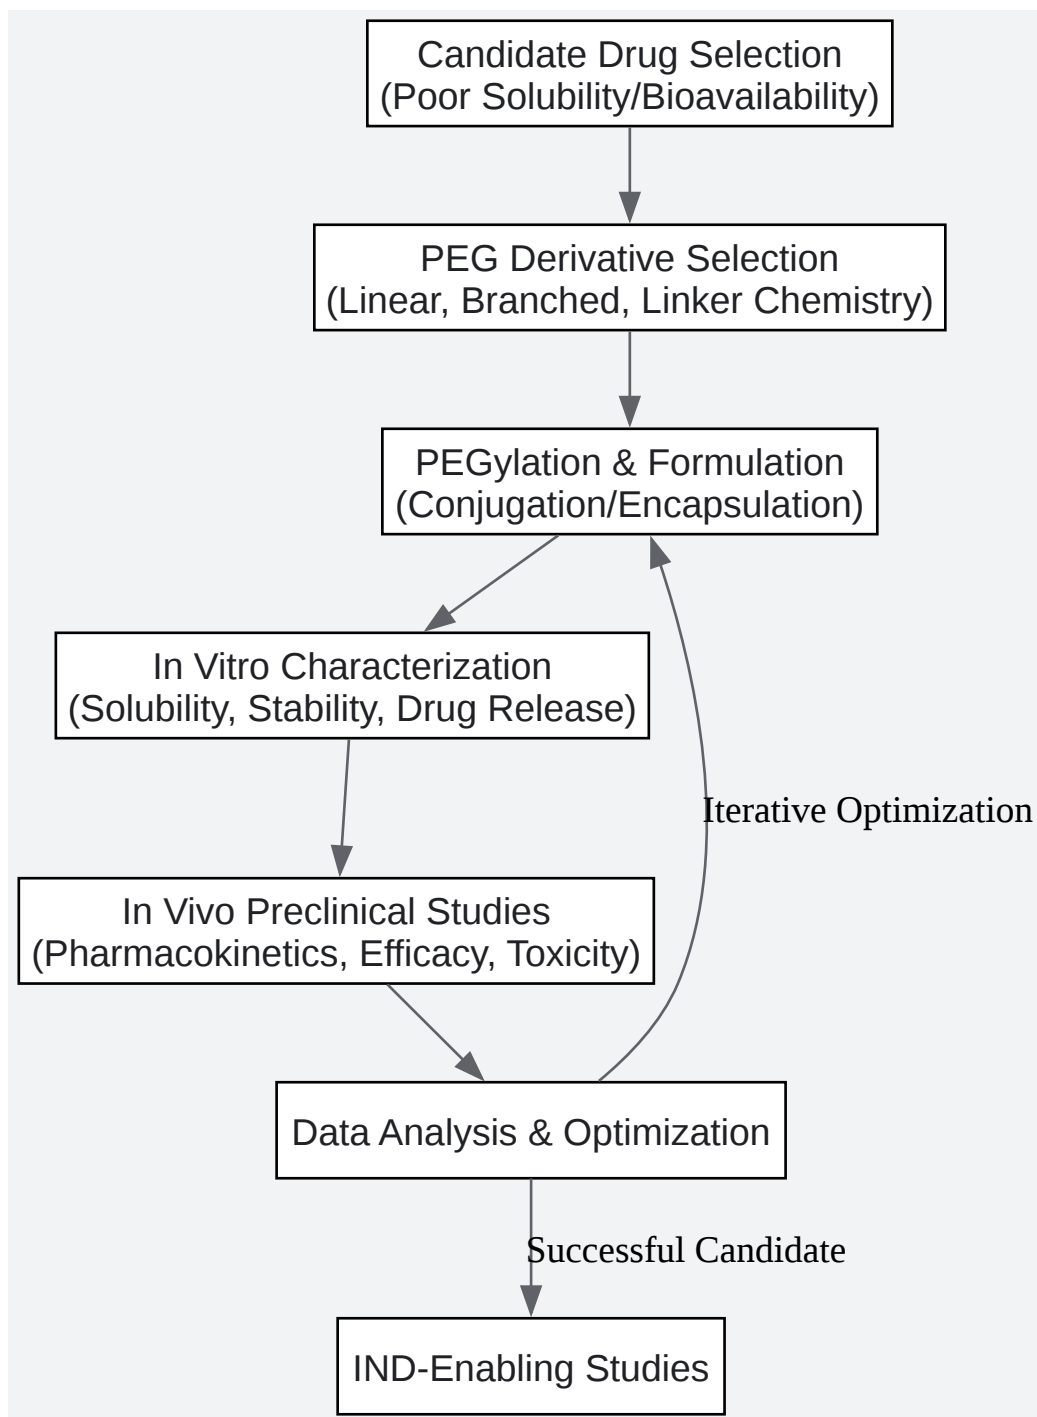 Candidate Drug Selection
(Poor Solubility/Bioavailability)
PEG Derivative Selection
(Linear, Branched, Linker Chemistry)
PEGylation & Formulation
(Conjugation/Encapsulation)
In Vitro Characterization
(Solubility, Stability, Drug Release)
Iterative Optimization
In Vivo Preclinical Studies
(Pharmacokinetics, Efficacy, Toxicity)
Data Analysis & Optimization
Successful Candidate
IND-Enabling Studies